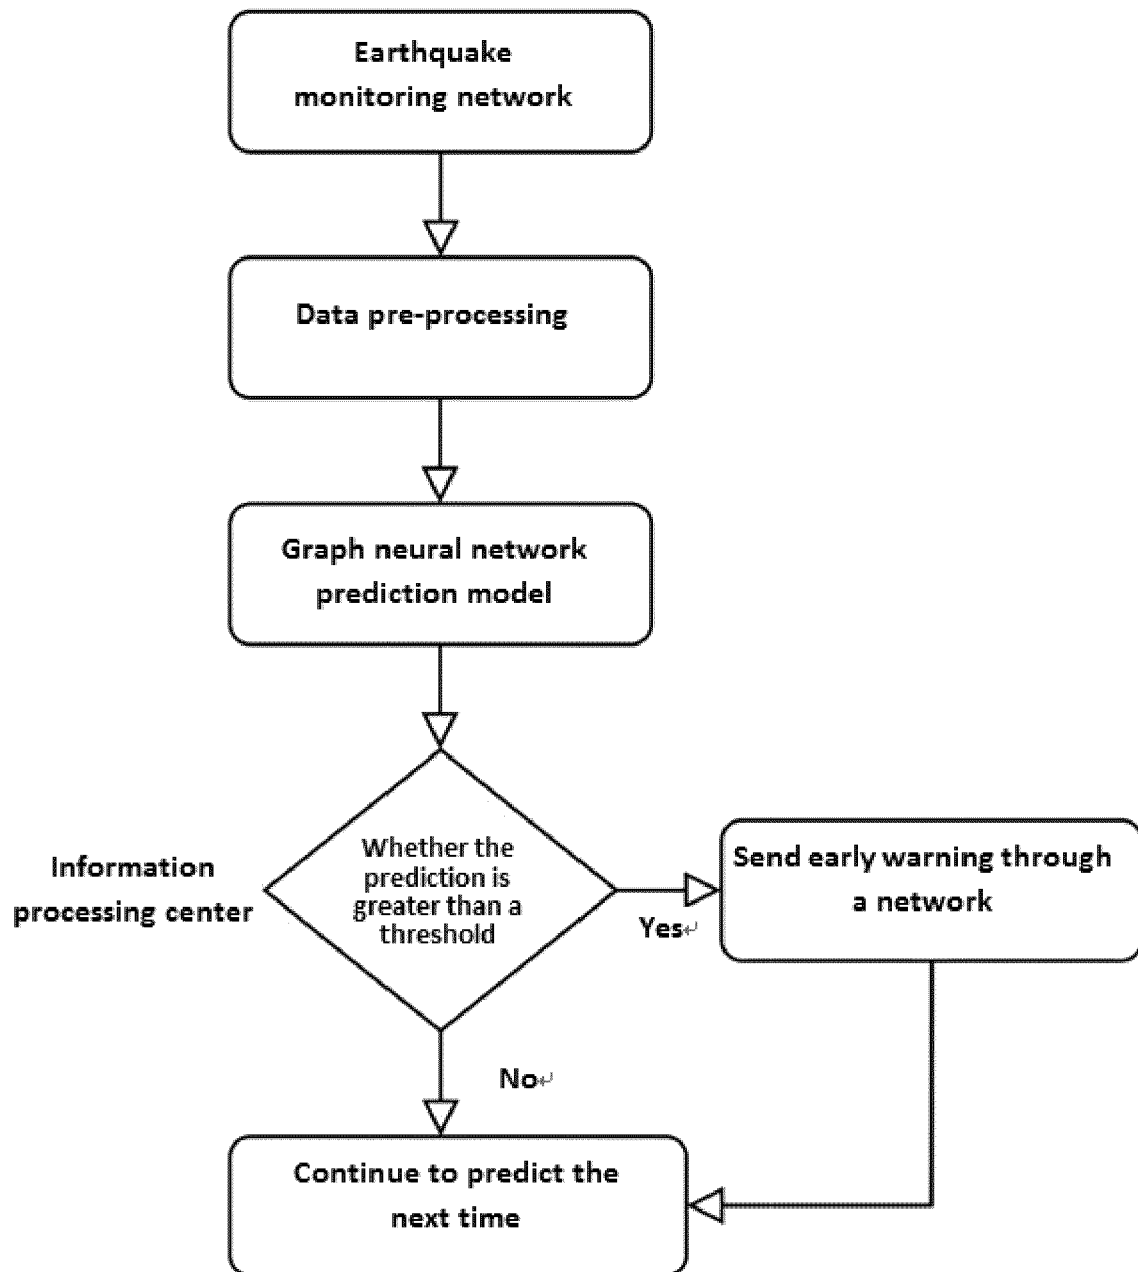 Earthquake
monitoring network
Data pre-processing
Graph neural network
prediction model
Whether the
prediction is
greater than a
threshold
Information
processing center
Send early warning through
a network
Yes↵
No↵
Continue to predict the
next time